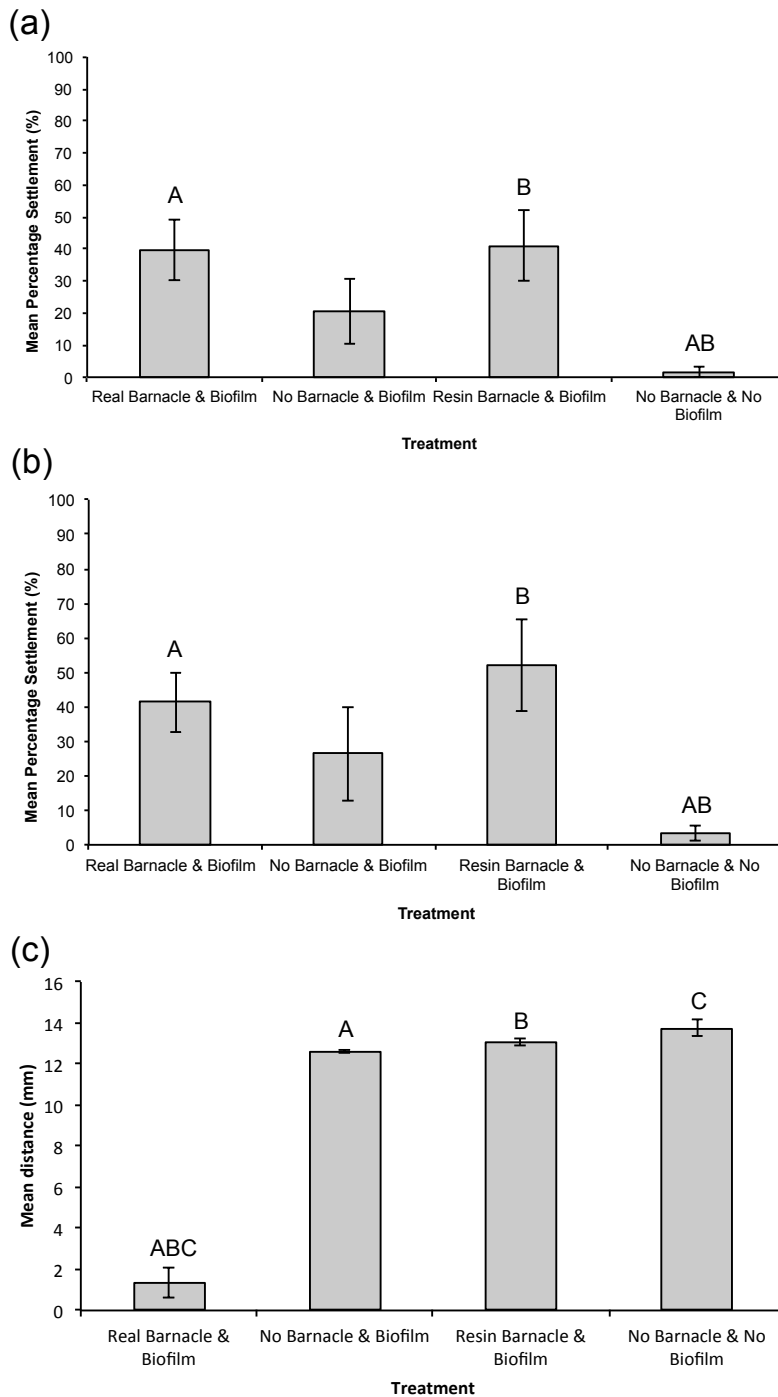 (a)
Mean Percentage Settlement (%)
100
90
80
70
60
50
40
30
20
10
0
A
B
AB
Real Barnacle & Biofilm
No Barnacle & Biofilm
Resin Barnacle & Biofilm
No Barnacle & No
Biofilm
Treatment
(b)
Mean Percentage Settlement (%)
100
90
80
70
60
50
40
30
20
10
0
A
B
AB
Real Barnacle & Biofilm
No Barnacle & Biofilm
Resin Barnacle &
Biofilm
No Barnacle & No
Biofilm
Treatment
(c)
Mean distance (mm)
16
14
12
10
8
6
4
2
0
ABC
A
B
C
Real Barnacle &
Biofilm
No Barnacle & Biofilm
Resin Barnacle &
Biofilm
No Barnacle & No
Biofilm
Treatment